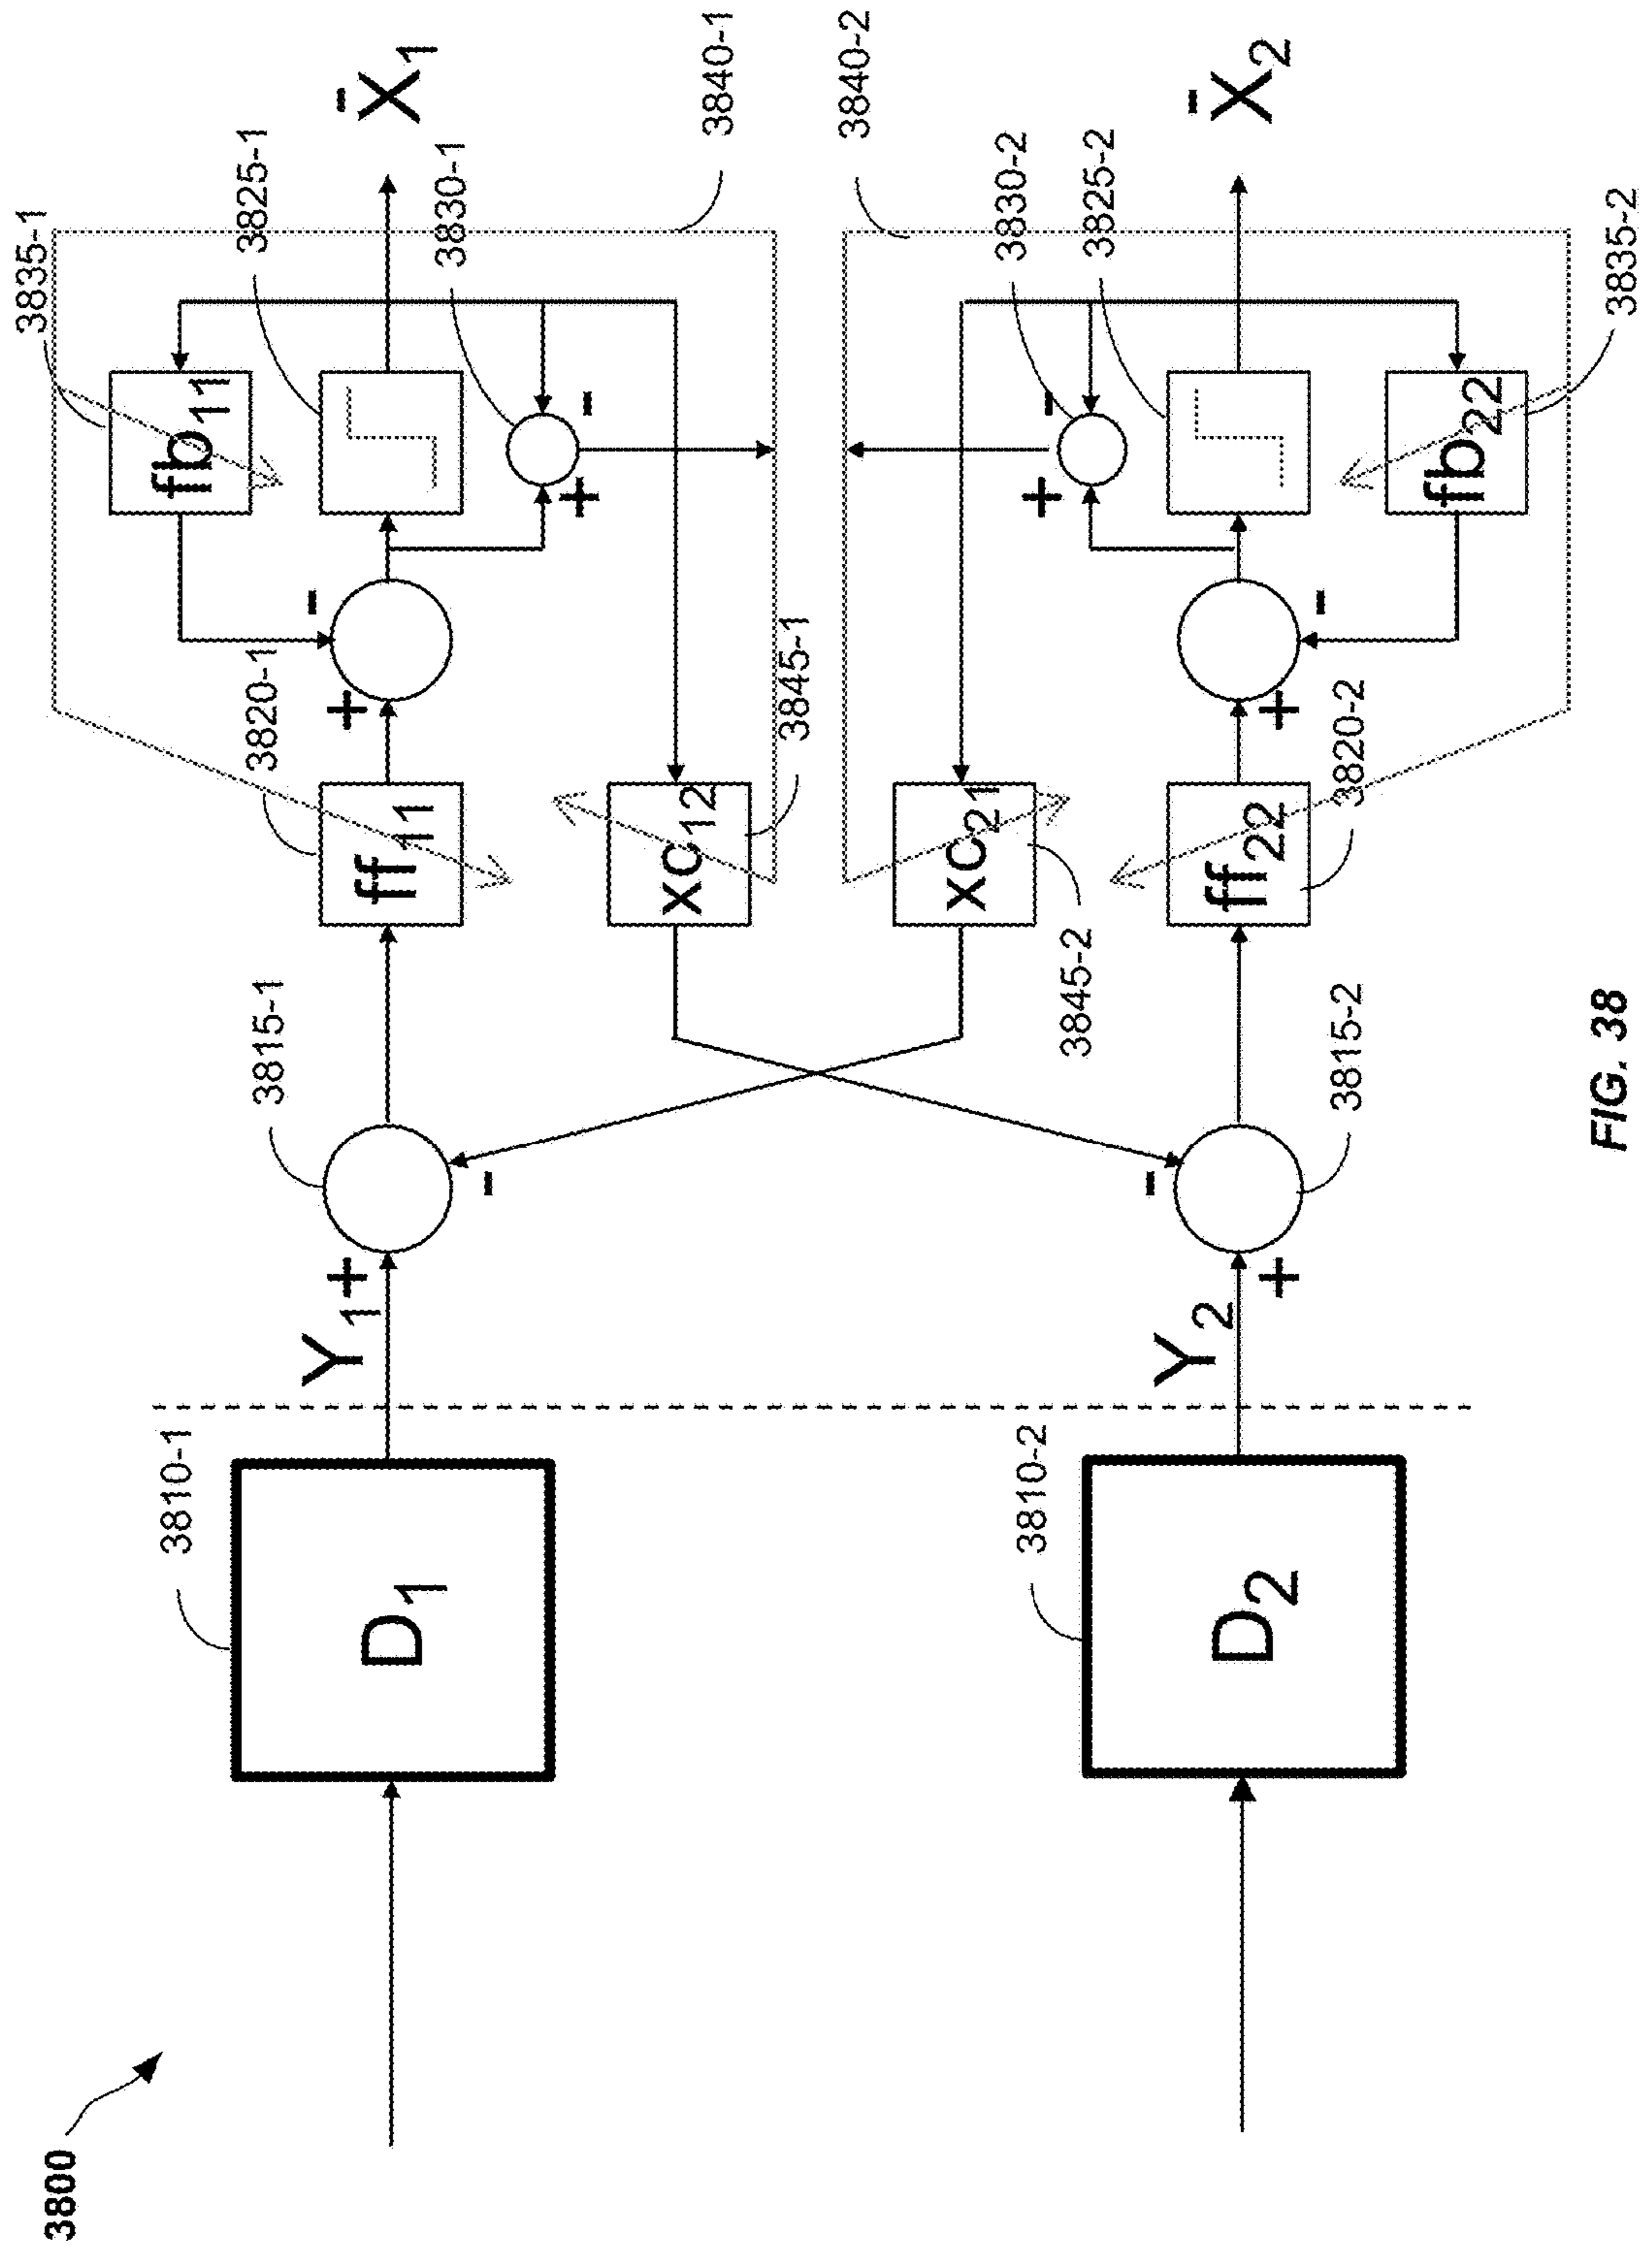 3800
3810-1
D1
Y1
+
-
3815-1
3820-1
ff11
+
-
3835-1
fb11
3825-1
3830-1
+
-
X̄1
3840-1
xc12
3845-1
3840-2
xc21
3845-2
3810-2
D2
Y2
+
-
3815-2
3820-2
ff22
+
-
3830-2
+
-
3825-2
X̄2
fb22
3835-2
FIG. 38